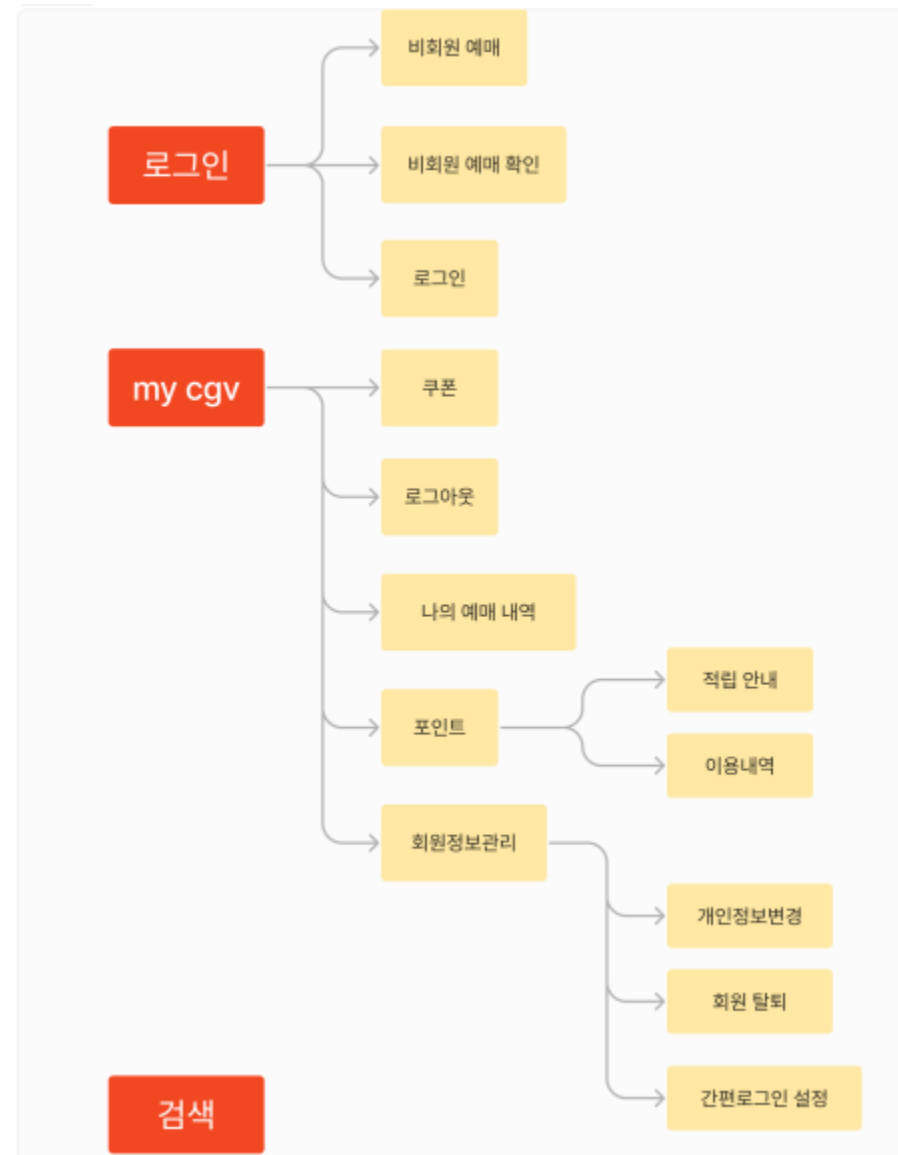 비회원 예매
로그인
비회원 예매 확인
로그인
my cgv
쿠폰
로그아웃
나의 예매 내역
포인트
적립 안내
이용내역
회원정보관리
개인정보변경
회원 탈퇴
간편로그인 설정
검색